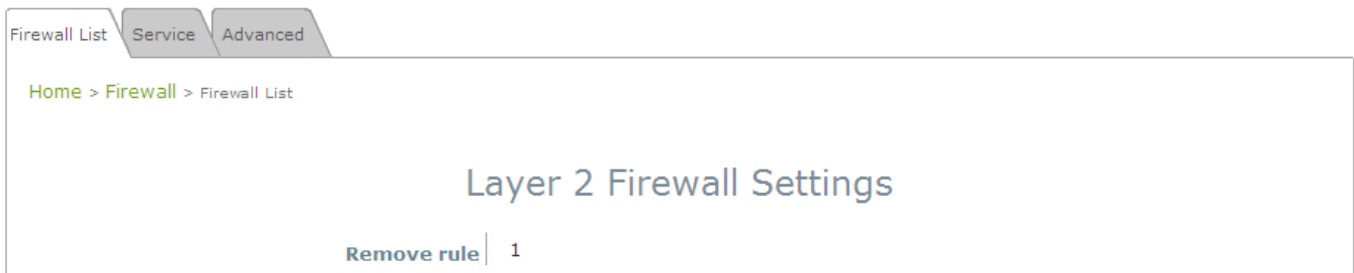 Firewall List Service Advanced
Home > Firewall > Firewall List
Layer 2 Firewall Settings
Remove rule 1